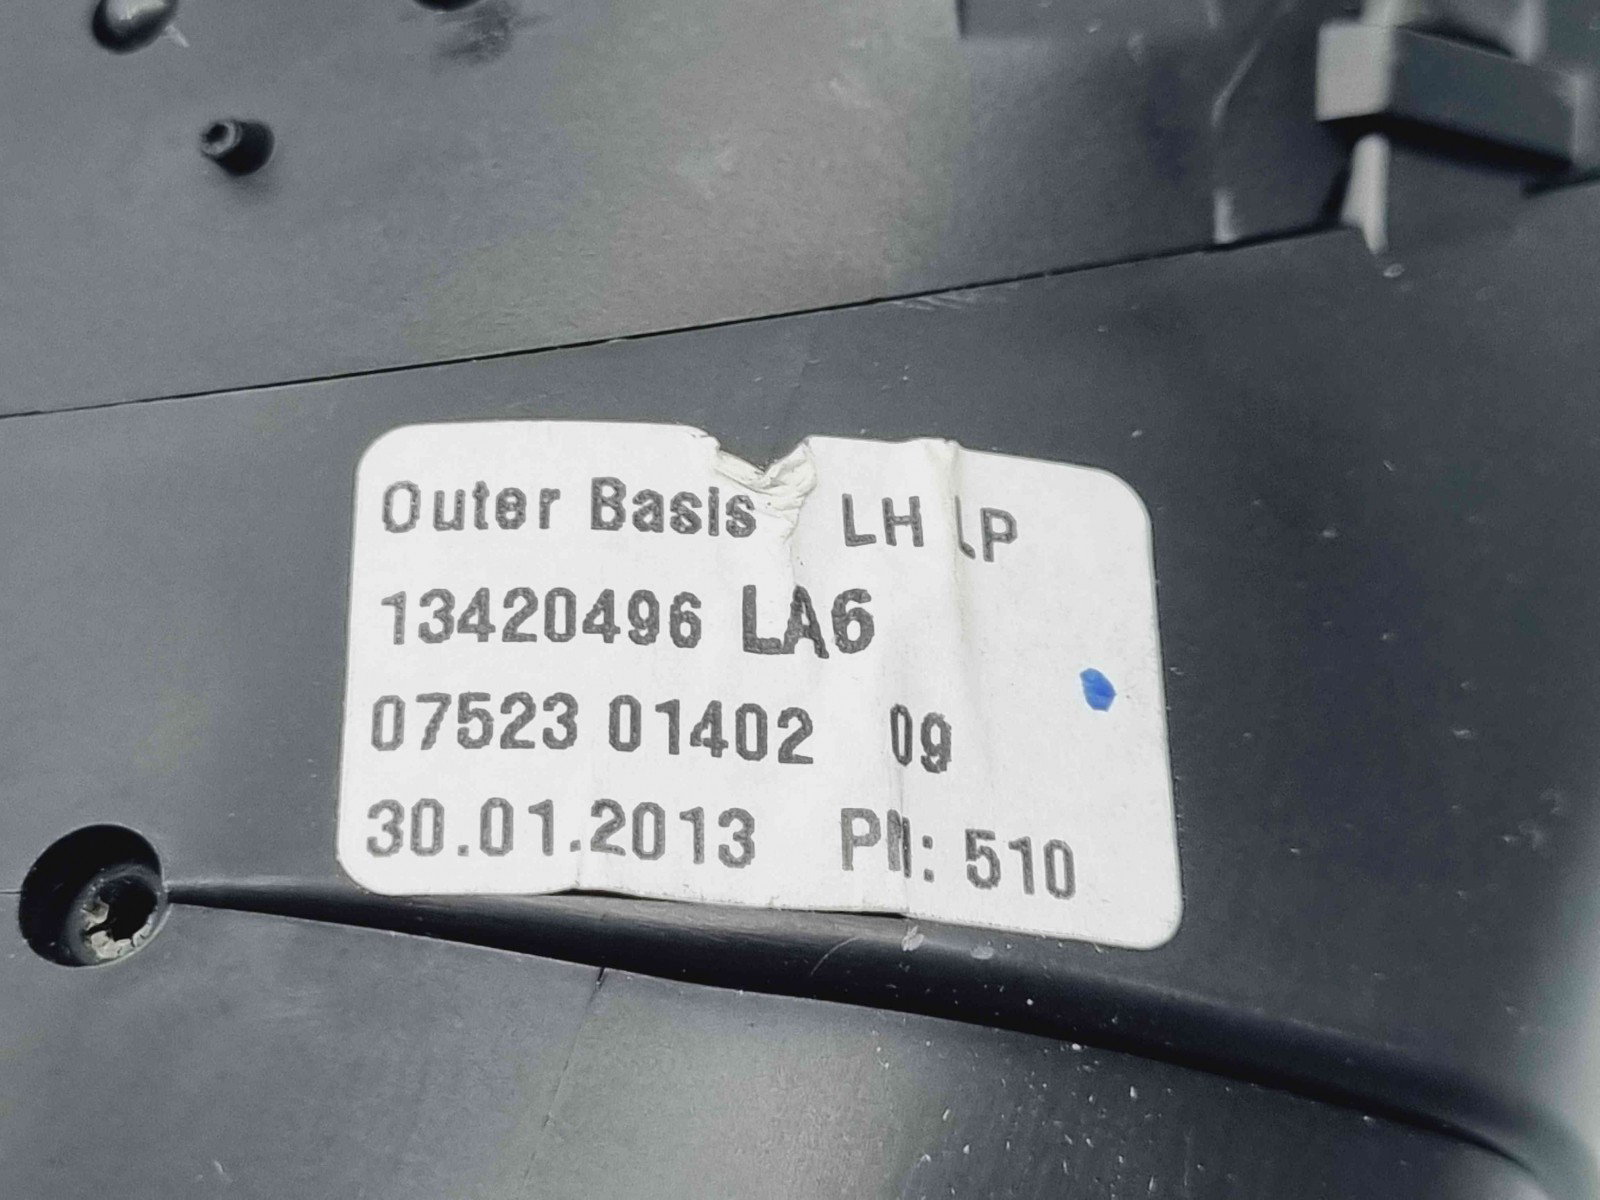 Outer Basis LH LP
13420496 LA6
07523 01402 09
30.01.2013 PN: 510